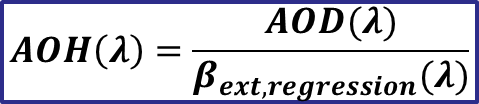 AOH(λ) = AOD(λ) / β_ext,regression(λ)